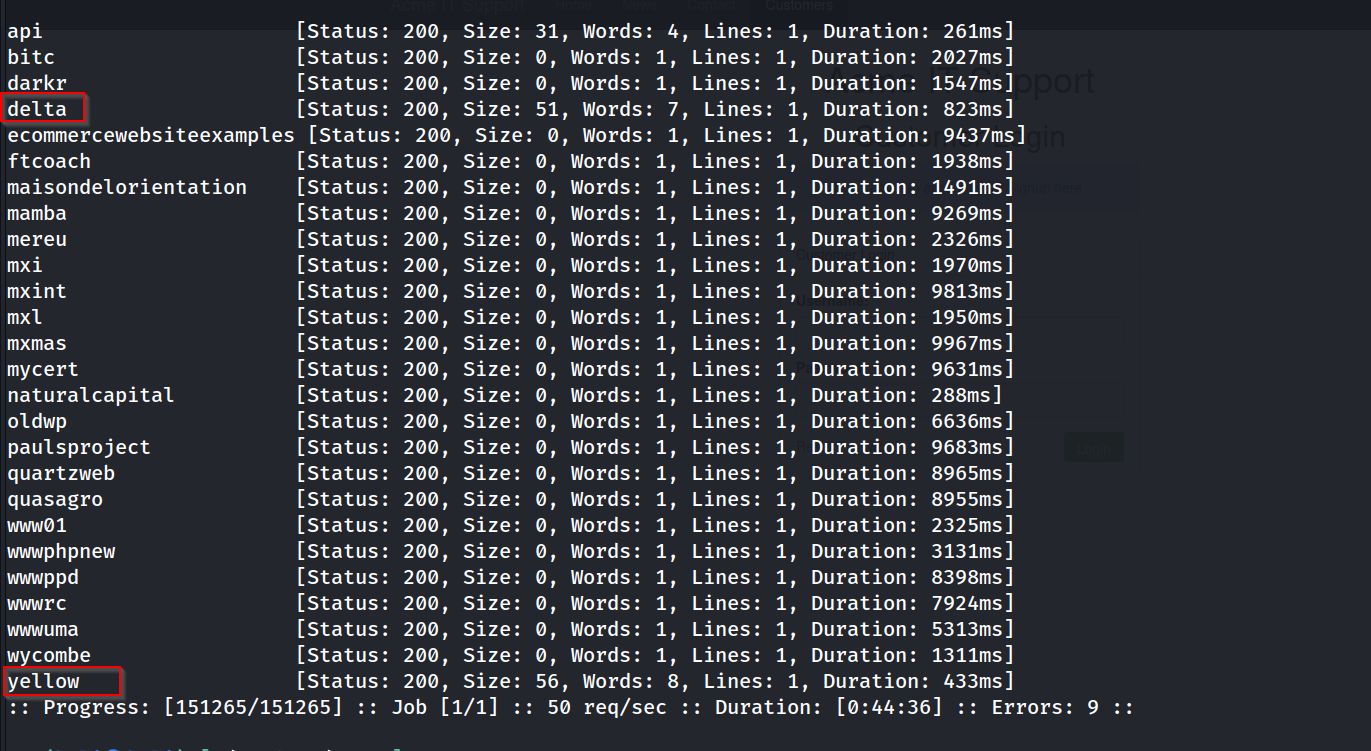 Acme IT Support Home News Contact Customers
api [Status: 200, Size: 31, Words: 4, Lines: 1, Duration: 261ms]
bitc [Status: 200, Size: 0, Words: 1, Lines: 1, Duration: 2027ms]
darkr [Status: 200, Size: 0, Words: 1, Lines: 1, Duration: 1547ms]
Acme IT Support
delta [Status: 200, Size: 51, Words: 7, Lines: 1, Duration: 823ms]
ecommercewebsiteexamples [Status: 200, Size: 0, Words: 1, Lines: 1, Duration: 9437ms]
Customer Login
ftcoach [Status: 200, Size: 0, Words: 1, Lines: 1, Duration: 1938ms]
maisondelorientation [Status: 200, Size: 0, Words: 1, Lines: 1, Duration: 1491ms]
here
mamba [Status: 200, Size: 0, Words: 1, Lines: 1, Duration: 9269ms]
mereu [Status: 200, Size: 0, Words: 1, Lines: 1, Duration: 2326ms]
mxi [Status: 200, Size: 0, Words: 1, Lines: 1, Duration: 1970ms]
mxint [Status: 200, Size: 0, Words: 1, Lines: 1, Duration: 9813ms]
mxl [Status: 200, Size: 0, Words: 1, Lines: 1, Duration: 1950ms]
mxmas [Status: 200, Size: 0, Words: 1, Lines: 1, Duration: 9967ms]
mycert [Status: 200, Size: 0, Words: 1, Lines: 1, Duration: 9631ms]
naturalcapital [Status: 200, Size: 0, Words: 1, Lines: 1, Duration: 288ms]
oldwp [Status: 200, Size: 0, Words: 1, Lines: 1, Duration: 6636ms]
paulsproject [Status: 200, Size: 0, Words: 1, Lines: 1, Duration: 9683ms]
Login
quartzweb [Status: 200, Size: 0, Words: 1, Lines: 1, Duration: 8965ms]
quasagro [Status: 200, Size: 0, Words: 1, Lines: 1, Duration: 8955ms]
www01 [Status: 200, Size: 0, Words: 1, Lines: 1, Duration: 2325ms]
wwwphpnew [Status: 200, Size: 0, Words: 1, Lines: 1, Duration: 3131ms]
wwwppd [Status: 200, Size: 0, Words: 1, Lines: 1, Duration: 8398ms]
wwwrc [Status: 200, Size: 0, Words: 1, Lines: 1, Duration: 7924ms]
wwwuma [Status: 200, Size: 0, Words: 1, Lines: 1, Duration: 5313ms]
wycombe [Status: 200, Size: 0, Words: 1, Lines: 1, Duration: 1311ms]
yellow [Status: 200, Size: 56, Words: 8, Lines: 1, Duration: 433ms]
:: Progress: [151265/151265] :: Job [1/1] :: 50 req/sec :: Duration: [0:44:36] :: Errors: 9 ::